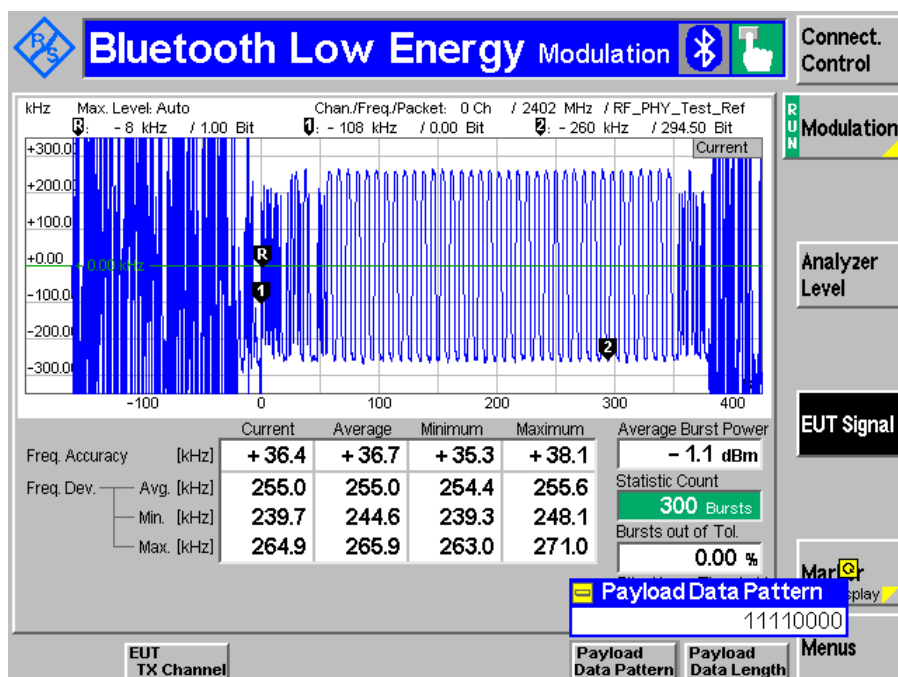 R/S Bluetooth Low Energy Modulation
Connect.
Control
kHz Max. Level: Auto Chan./Freq./Packet: 0 Ch / 2402 MHz / RF_PHY_Test_Ref
R: - 8 kHz / 1.00 Bit 1: - 108 kHz / 0.00 Bit 2: - 260 kHz / 294.50 Bit
RUN
Modulation
Current
+300.0
+200.0
+100.0
+0.00
0.00 kHz
-100.0
-200.0
-300.0
R
1
2
-100 0 100 200 300 400
Analyzer
Level
EUT Signal
Current Average Minimum Maximum Average Burst Power
Freq. Accuracy [kHz] + 36.4 + 36.7 + 35.3 + 38.1 - 1.1 dBm
Freq. Dev. Avg. [kHz] 255.0 255.0 254.4 255.6 Statistic Count
300 Bursts
Min. [kHz] 239.7 244.6 239.3 248.1
Bursts out of Tol.
Max. [kHz] 264.9 265.9 263.0 271.0 0.00 %
Payload Data Pattern
11110000
EUT
TX Channel
Payload
Data Pattern
Payload
Data Length
Menus